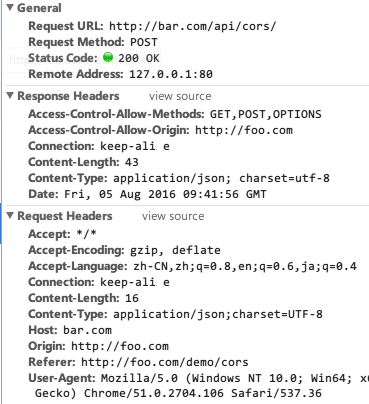 General
Request URL: http://bar.com/api/cors/
Request Method: POST
Status Code: 200 OK
Remote Address: 127.0.0.1:80
Response Headers view source
Access-Control-Allow-Methods: GET,POST,OPTIONS
Access-Control-Allow-Origin: http://foo.com
Connection: keep-ali e
Content-Length: 43
Content-Type: application/json; charset=utf-8
Date: Fri, 05 Aug 2016 09:41:56 GMT
Request Headers view source
Accept: */*
Accept-Encoding: gzip, deflate
Accept-Language: zh-CN,zh;q=0.8,en;q=0.6,ja;q=0.4
Connection: keep-ali e
Content-Length: 16
Content-Type: application/json;charset=UTF-8
Host: bar.com
Origin: http://foo.com
Referer: http://foo.com/demo/cors
User-Agent: Mozilla/5.0 (Windows NT 10.0; Win64;
Gecko) Chrome/51.0.2704.106 Safari/537.36